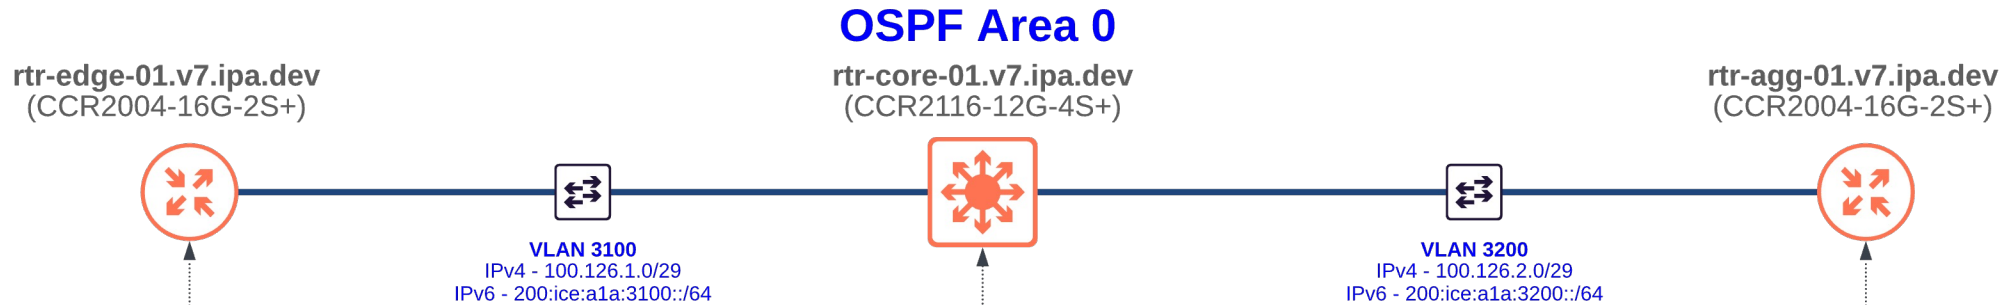 OSPF Area 0
rtr-edge-01.v7.ipa.dev
(CCR2004-16G-2S+)
rtr-core-01.v7.ipa.dev
(CCR2116-12G-4S+)
rtr-agg-01.v7.ipa.dev
(CCR2004-16G-2S+)
VLAN 3100
IPv4 - 100.126.1.0/29
IPv6 - 200:ice:a1a:3100::/64
VLAN 3200
IPv4 - 100.126.2.0/29
IPv6 - 200:ice:a1a:3200::/64